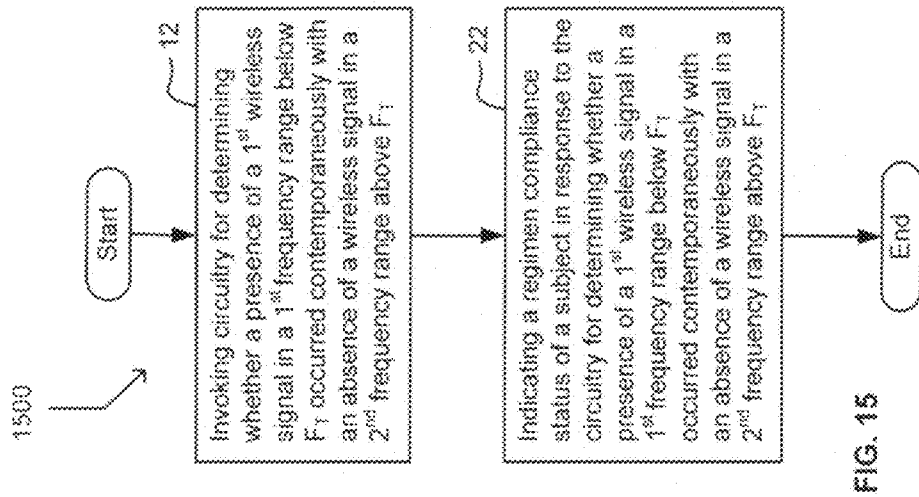 1500
Start
12
Invoking circuitry for determining
whether a presence of a 1st wireless
signal in a 1st frequency range below
FT occurred contemporaneously with
an absence of a wireless signal in a
2nd frequency range above FT
22
Indicating a regimen compliance
status of a subject in response to the
circuitry for determining whether a
presence of a 1st wireless signal in a
1st frequency range below FT
occurred contemporaneously with
an absence of a wireless signal in a
2nd frequency range above FT
End
FIG. 15